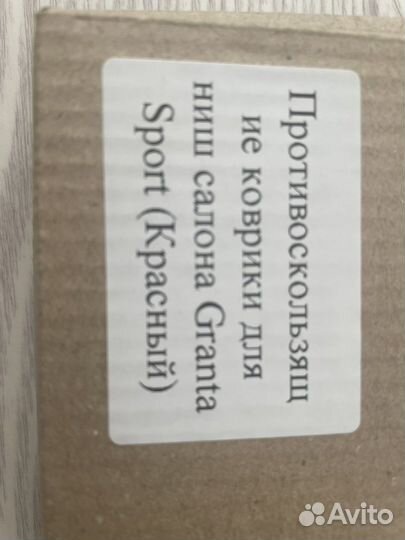 Противоскользящ
ие коврики для
ниш салона Granta
Sport (Красный)
Avito